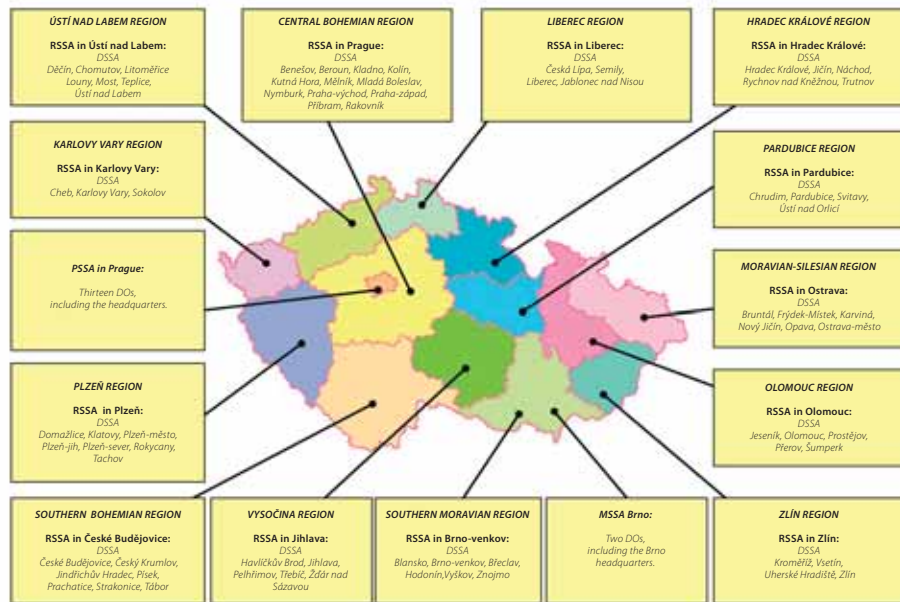 ÚSTÍ NAD LABEM REGION
RSSA in Ústí nad Labem:
DSSA
Děčín, Chomutov, Litoměřice
Louny, Most, Teplice,
Ústí nad Labem
CENTRAL BOHEMIAN REGION
RSSA in Prague:
DSSA
Benešov, Beroun, Kladno, Kolín,
Kutná Hora, Mělník, Mladá Boleslav,
Nymburk, Praha-východ, Praha-západ,
Příbram, Rakovník
LIBEREC REGION
RSSA in Liberec:
DSSA
Česká Lípa, Semily,
Liberec, Jablonec nad Nisou
HRADEC KRÁLOVÉ REGION
RSSA in Hradec Králové:
DSSA
Hradec Králové, Jičín, Náchod,
Rychnov nad Kněžnou, Trutnov
KARLOVY VARY REGION
RSSA in Karlovy Vary:
DSSA
Cheb, Karlovy Vary, Sokolov
PARDUBICE REGION
RSSA in Pardubice:
DSSA
Chrudim, Pardubice, Svitavy,
Ústí nad Orlicí
PSSA in Prague:
Thirteen DOs,
including the headquarters.
MORAVIAN-SILESIAN REGION
RSSA in Ostrava:
DSSA
Bruntál, Frýdek-Místek, Karviná,
Nový Jičín, Opava, Ostrava-město
PLZEŇ REGION
RSSA in Plzeň:
DSSA
Domažlice, Klatovy, Plzeň-město,
Plzeň-jih, Plzeň-sever, Rokycany,
Tachov
OLOMOUC REGION
RSSA in Olomouc:
DSSA
Jeseník, Olomouc, Prostějov,
Přerov, Šumperk
SOUTHERN BOHEMIAN REGION
RSSA in České Budějovice:
DSSA
České Budějovice, Český Krumlov,
Jindřichův Hradec, Písek,
Prachatice, Strakonice, Tábor
VYSOČINA REGION
RSSA in Jihlava:
DSSA
Havlíčkův Brod, Jihlava,
Pelhřimov, Třebíč, Žďár nad
Sázavou
SOUTHERN MORAVIAN REGION
RSSA in Brno-venkov:
DSSA
Blansko, Brno-venkov, Břeclav,
Hodonín,Vyškov, Znojmo
MSSA Brno:
Two DOs,
including the Brno
headquarters.
ZLÍN REGION
RSSA in Zlín:
DSSA
Kroměříž, Vsetín,
Uherské Hradiště, Zlín